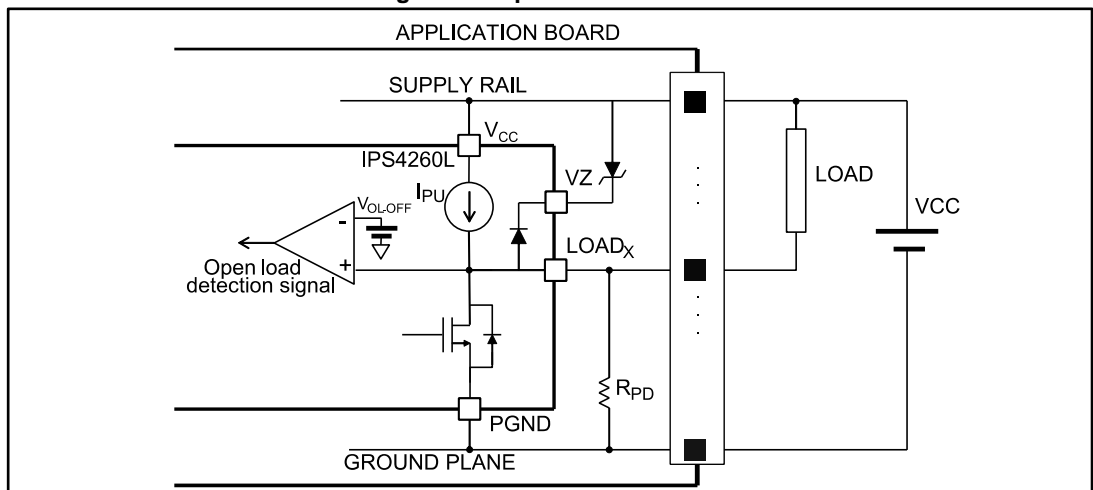 APPLICATION BOARD
SUPPLY RAIL
VCC
IPS4260L
VZ
IPU
VOL-OFF
LOAD
VCC
-
LOADX
+
Open load
detection signal
RPD
PGND
GROUND PLANE